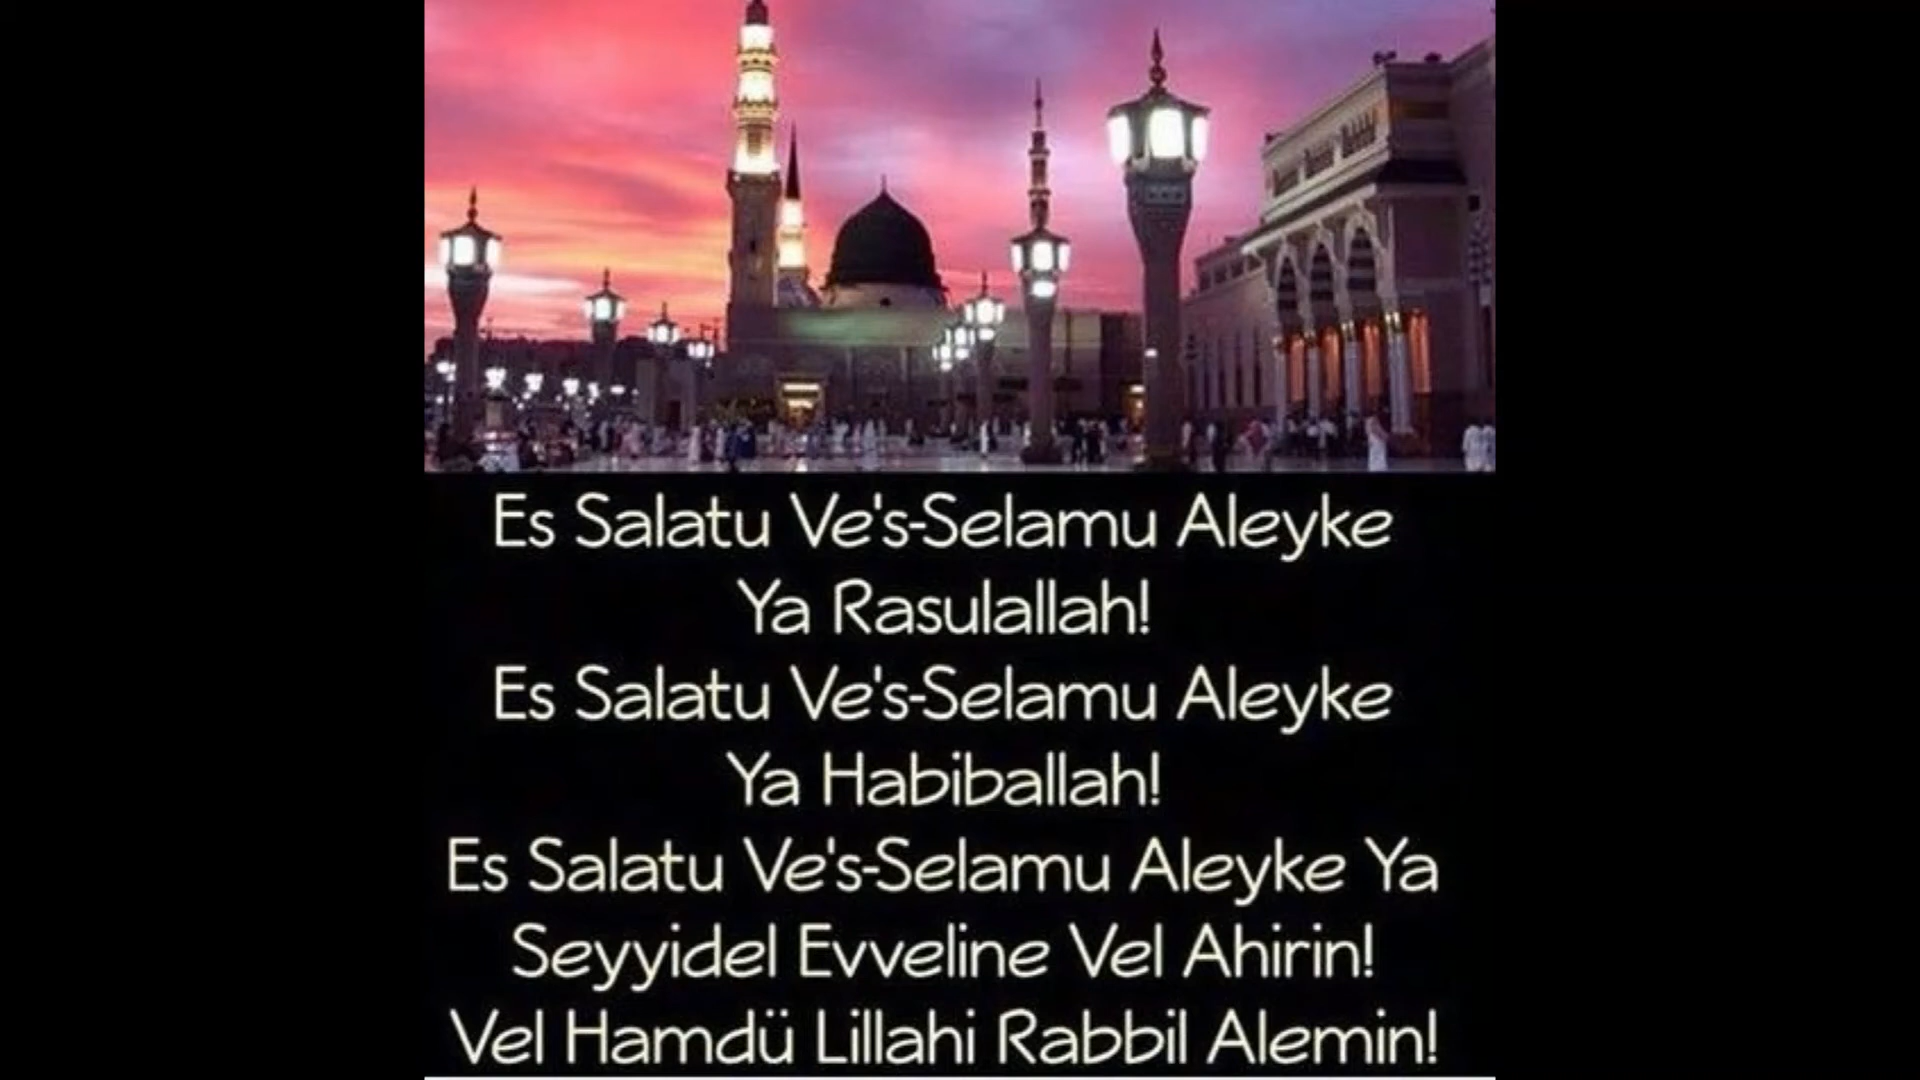 Es Salatu Ve's-Selamu Aleyke
Ya Rasulallah!
Es Salatu Ve's-Selamu Aleyke
Ya Habiballah!
Es Salatu Ve's-Selamu Aleyke Ya
Seyyidel Evveline Vel Ahirin!
Vel Hamdü Lillahi Rabbil Alemin!